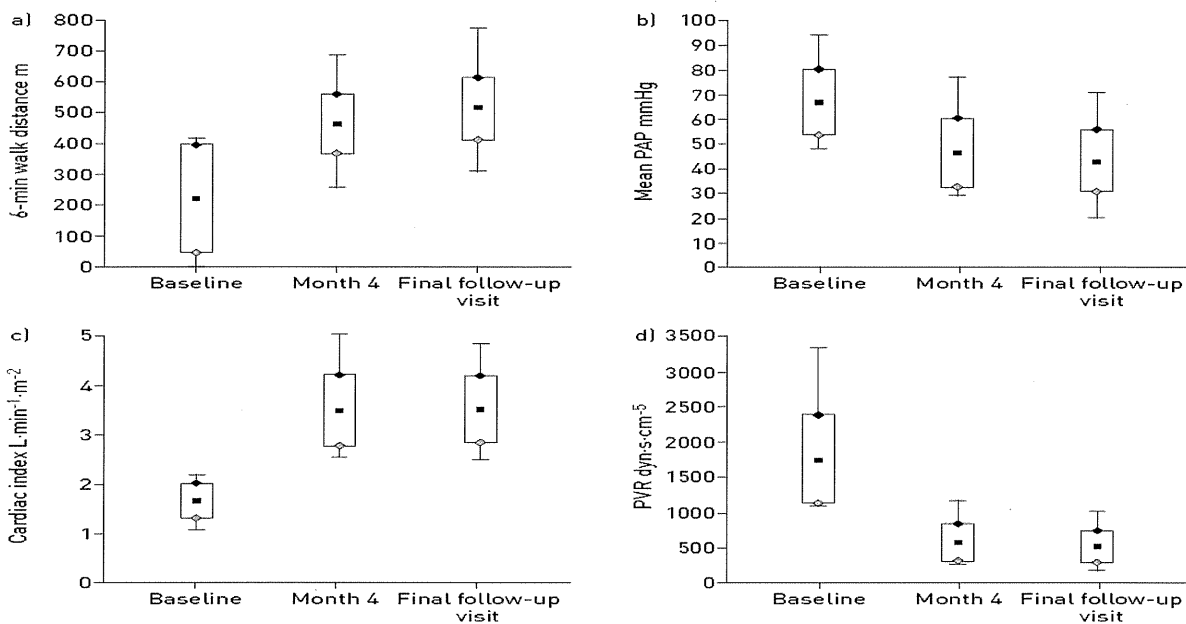 a)
6-min walk distance m
800
700
600
500
400
300
200
100
0
Baseline
Month 4
Final follow-up
visit
b)
Mean PAP mmHg
100
90
80
70
60
50
40
30
20
10
0
Baseline
Month 4
Final follow-up
visit
c)
Cardiac index L·min⁻¹·m⁻²
5
4
3
2
1
0
Baseline
Month 4
Final follow-up
visit
d)
PVR dyn·s·cm⁻⁵
3500
3000
2500
2000
1500
1000
500
0
Baseline
Month 4
Final follow-up
visit